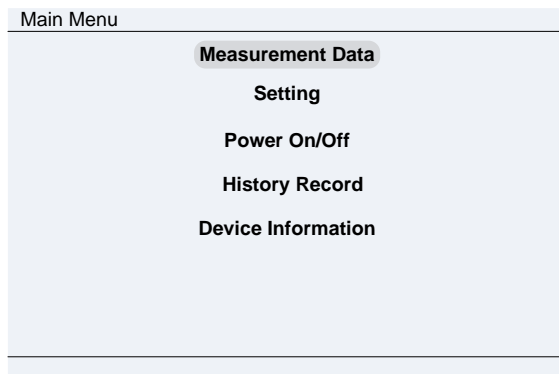 Main Menu
Measurement Data
Setting
Power On/Off
History Record
Device Information